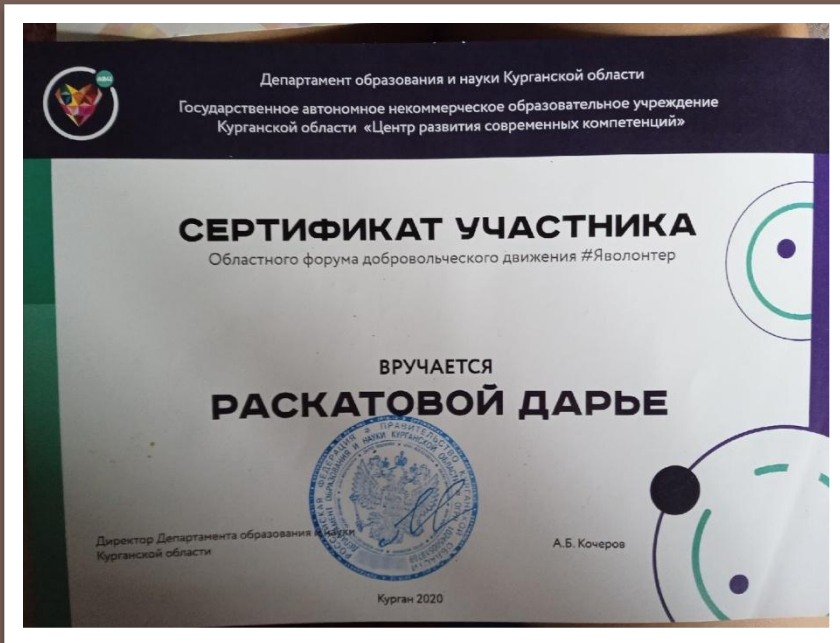 Департамент образования и науки Курганской области
Государственное автономное некоммерческое образовательное учреждение
Курганской области «Центр развития современных компетенций»
СЕРТИФИКАТ УЧАСТНИКА
Областного форума добровольческого движения #Яволонтер
ВРУЧАЕТСЯ
РАСКАТОВОЙ ДАРЬЕ
Директор Департамента образования и науки
Курганской области
А.Б. Кочеров
Курган 2020